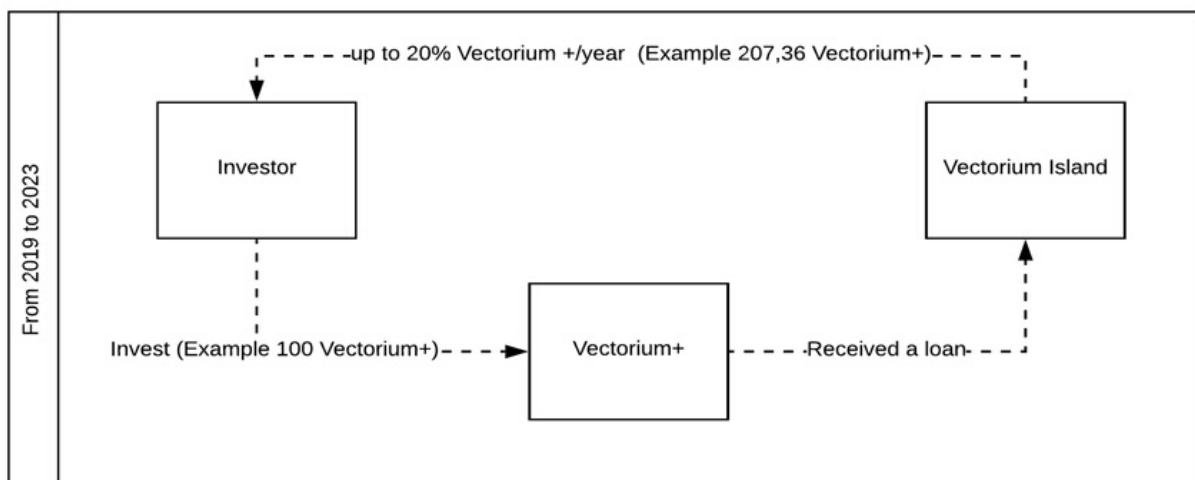 up to 20% Vectorium +/year  (Example 207,36 Vectorium+)
Investor
Vectorium Island
From 2019 to 2023
Invest (Example 100 Vectorium+)
Vectorium+
Received a loan